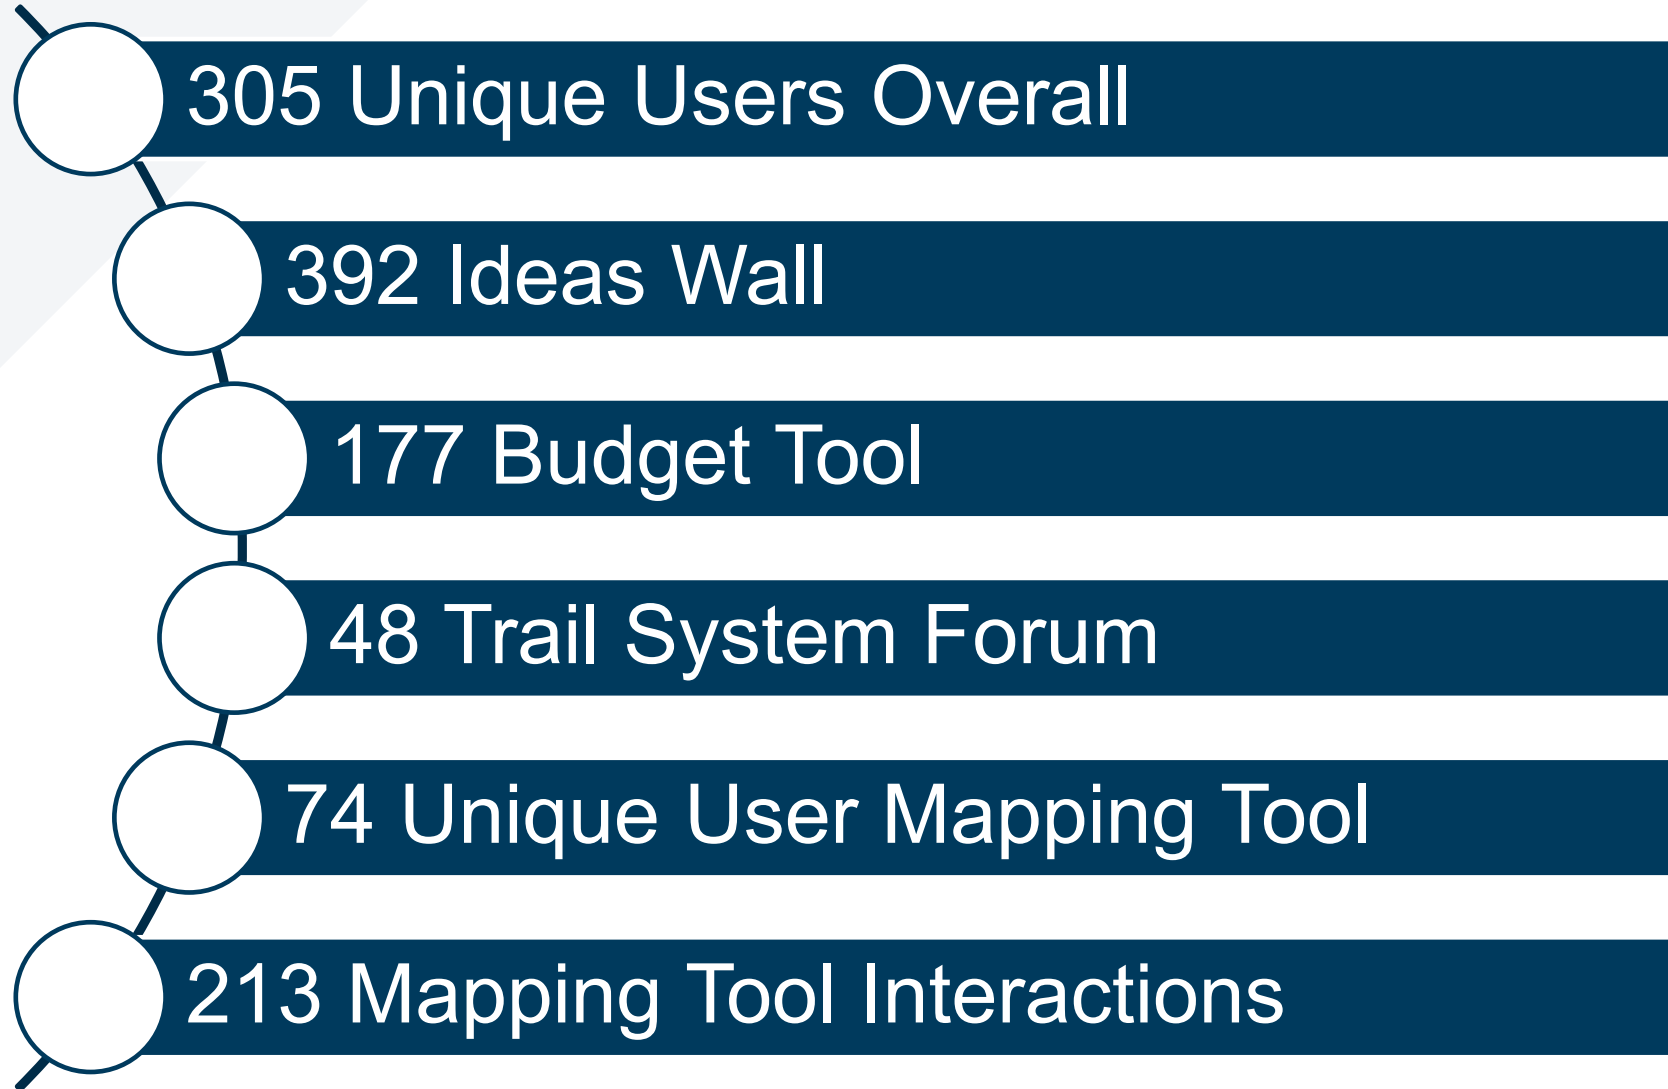 305 Unique Users Overall
392 Ideas Wall
177 Budget Tool
48 Trail System Forum
74 Unique User Mapping Tool
213 Mapping Tool Interactions